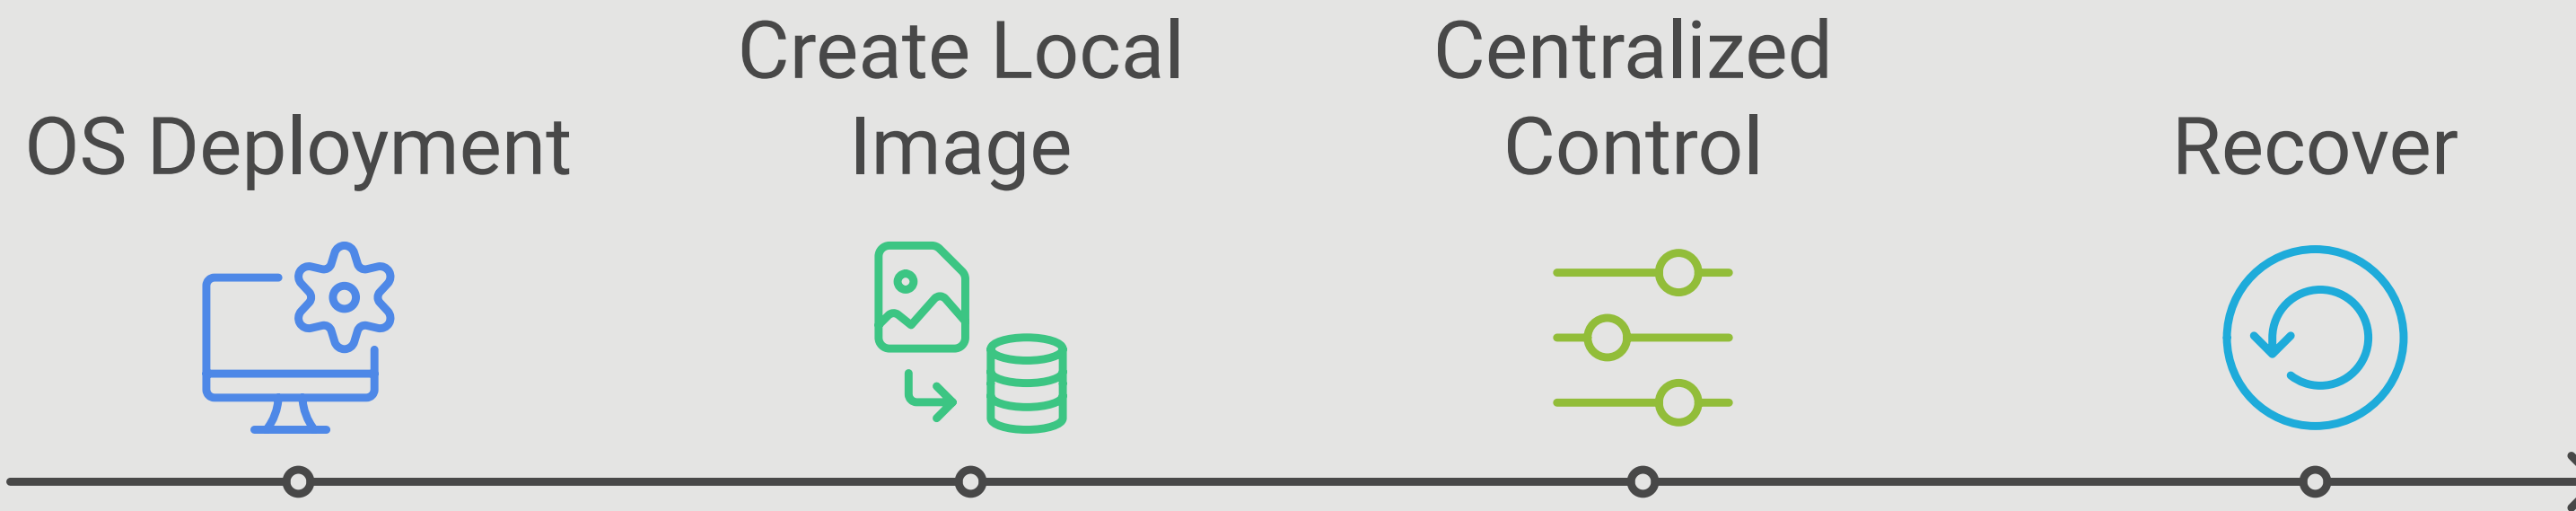 OS Deployment
Create Local
Image
Centralized
Control
Recover